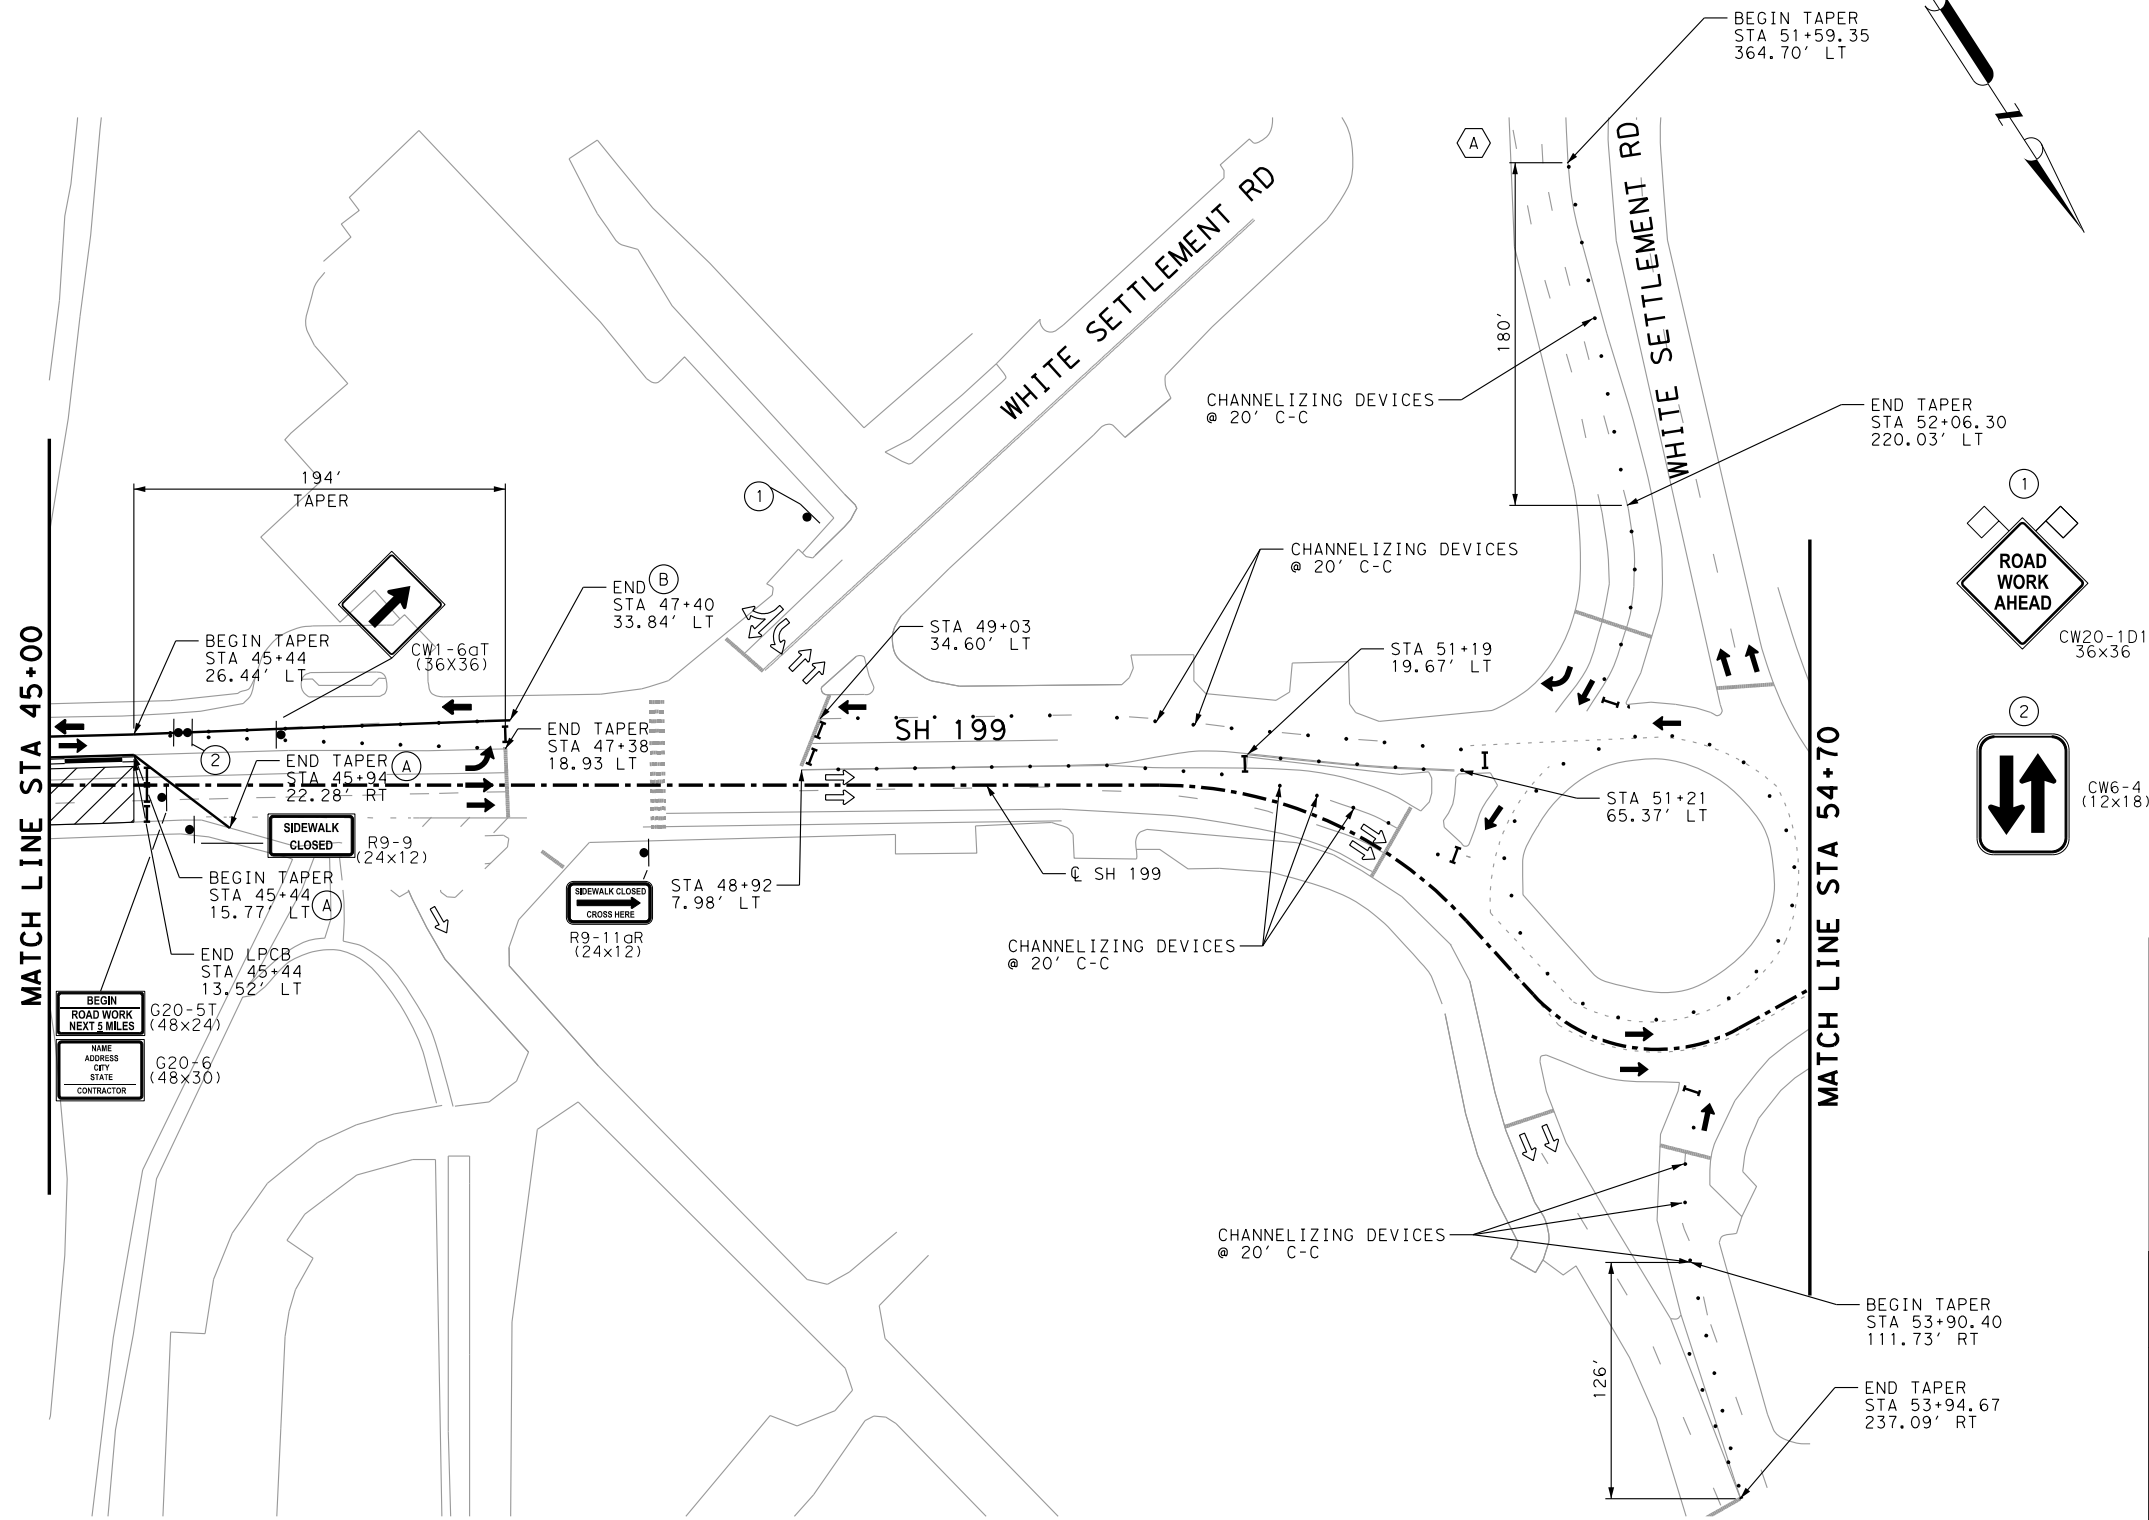 BEGIN TAPER
STA 51+59.35
364.70' LT
A
WHITE SETTLEMENT RD
WHITE SETTLEMENT RD
180'
CHANNELIZING DEVICES
@ 20' C-C
END TAPER
STA 52+06.30
220.03' LT
194'
TAPER
1
1
ROAD
WORK
AHEAD
CW20-1D1
36x36
CHANNELIZING DEVICES
@ 20' C-C
END B
STA 47+40
33.84' LT
STA 49+03
34.60' LT
BEGIN TAPER
STA 45+44
26.44' LT
CW1-6aT
(36X36)
STA 51+19
19.67' LT
MATCH LINE STA 45+00
2
END TAPER
STA 47+38
18.93 LT
SH 199
2
CW6-4
(12x18)
END TAPER A
STA 45+94
22.28' RT
MATCH LINE STA 54+70
STA 51+21
65.37' LT
SIDEWALK
CLOSED
R9-9
(24x12)
BEGIN TAPER
STA 45+44
15.77' LT A
SIDEWALK CLOSED
CROSS HERE
R9-11aR
(24x12)
STA 48+92
7.98' LT
℄ SH 199
CHANNELIZING DEVICES
@ 20' C-C
END LPCB
STA 45+44
13.52' LT
BEGIN
ROAD WORK
NEXT 5 MILES
G20-5T
(48x24)
NAME
ADDRESS
CITY
STATE
CONTRACTOR
G20-6
(48x30)
CHANNELIZING DEVICES
@ 20' C-C
BEGIN TAPER
STA 53+90.40
111.73' RT
126'
END TAPER
STA 53+94.67
237.09' RT